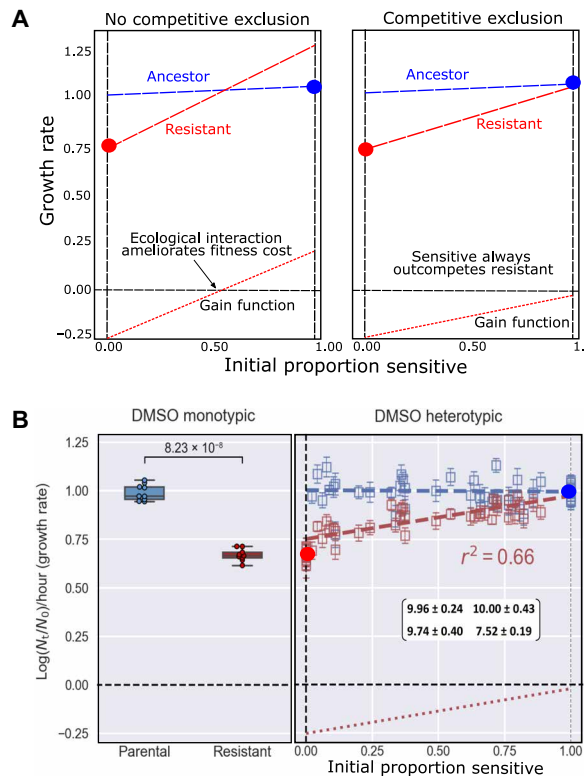 A
No competitive exclusion
Competitive exclusion
Growth rate
1.25
1.00
0.75
0.50
0.25
0.00
−0.25
Ancestor
Resistant
Ecological interaction
ameliorates fitness cost
Gain function
0.00
0.50
1.00
Ancestor
Resistant
Sensitive always
outcompetes resistant
Gain function
0.00
0.50
1.
Initial proportion sensitive
B
DMSO monotypic
DMSO heterotypic
Log(Nt/N0)/hour (growth rate)
1.25
1.00
0.75
0.50
0.25
0.00
−0.25
8.23 × 10−8
Parental
Resistant
r2 = 0.66
9.96 ± 0.24 10.00 ± 0.43
9.74 ± 0.40 7.52 ± 0.19
0.00
0.25
0.50
0.75
1.00
Initial proportion sensitive